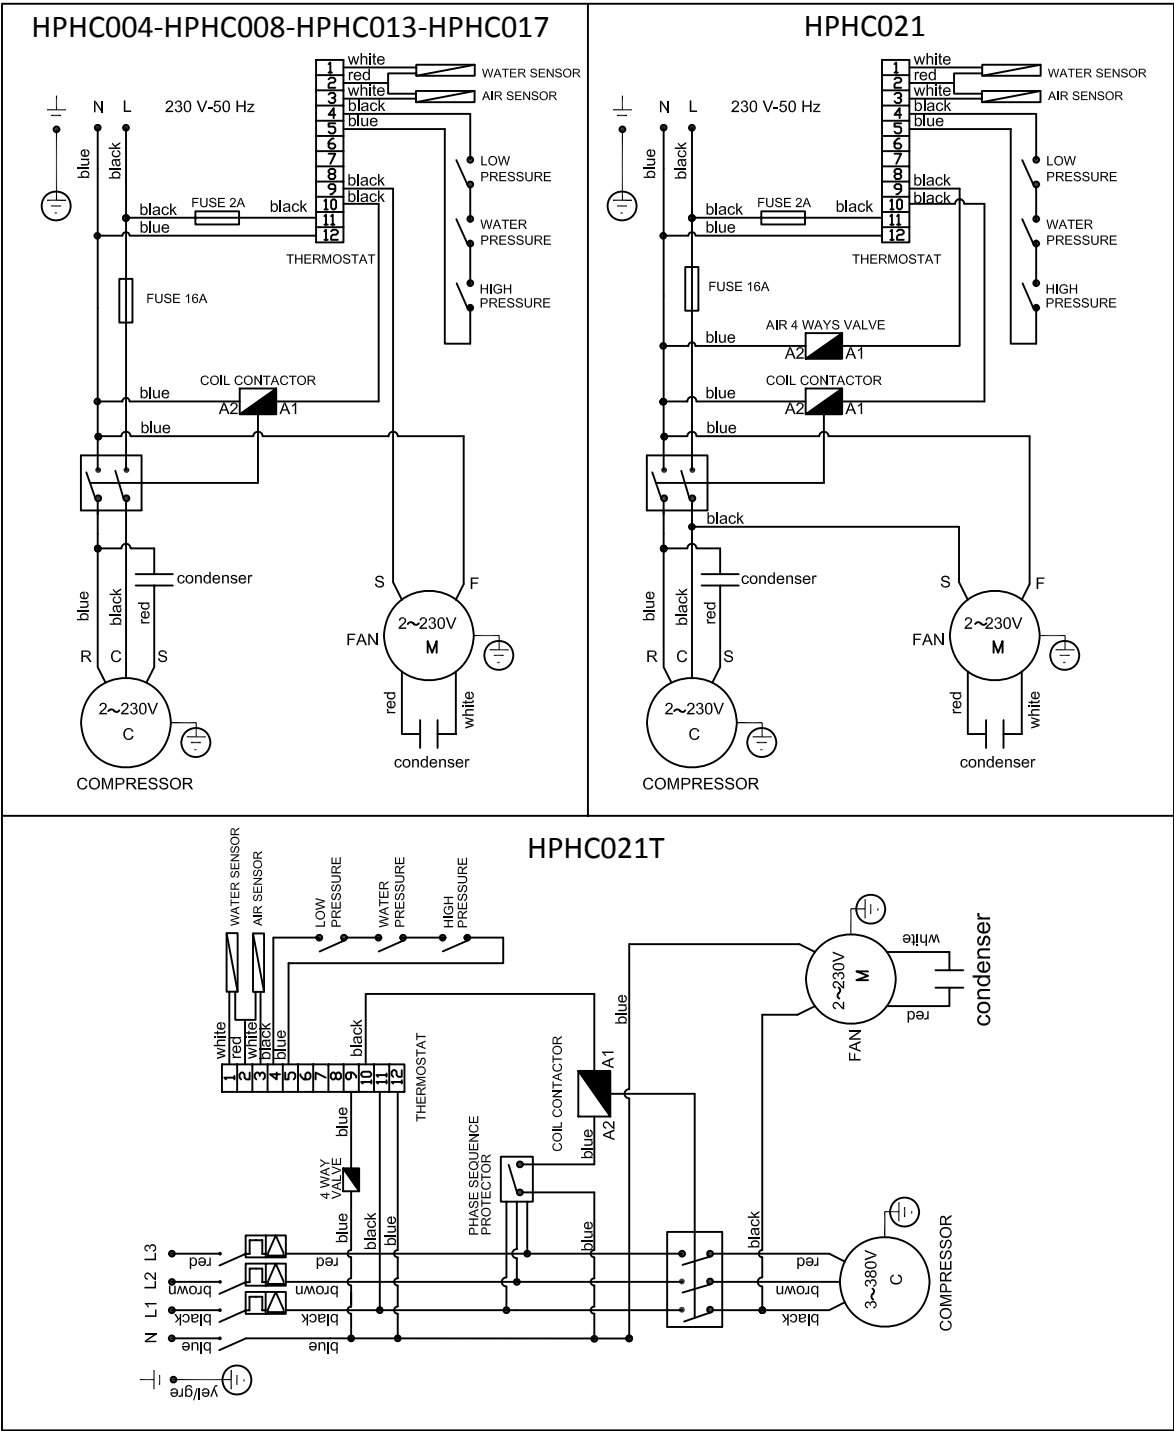 HPHC004-HPHC008-HPHC013-HPHC017
N L 230 V-50 Hz
1
2
3
4
5
6
7
8
9
10
11
12
white
red
white
black
blue
black
black
WATER SENSOR
AIR SENSOR
LOW
PRESSURE
WATER
PRESSURE
HIGH
PRESSURE
blue
black
black FUSE 2A black
blue
THERMOSTAT
FUSE 16A
COIL CONTACTOR
blue
A2 A1
blue
condenser
blue
black
red
R C S
2~230V
C
COMPRESSOR
S F
FAN
2~230V
M
red
white
condenser
HPHC021
N L 230 V-50 Hz
1
2
3
4
5
6
7
8
9
10
11
12
white
red
white
black
blue
black
black
WATER SENSOR
AIR SENSOR
LOW
PRESSURE
WATER
PRESSURE
HIGH
PRESSURE
blue
black
black FUSE 2A black
blue
THERMOSTAT
FUSE 16A
AIR 4 WAYS VALVE
blue
A2 A1
COIL CONTACTOR
blue
A2 A1
blue
black
condenser
blue
black
red
R C S
2~230V
C
COMPRESSOR
S F
FAN
2~230V
M
red
white
condenser
HPHC021T
WATER SENSOR
AIR SENSOR
LOW
PRESSURE
WATER
PRESSURE
HIGH
PRESSURE
white
red
white
black
blue
black
1
2
3
4
5
6
7
8
9
10
11
12
THERMOSTAT
blue
4 WAY
VALVE
blue
black
blue
PHASE SEQUENCE
PROTECTOR
COIL CONTACTOR
A1
A2
blue
blue
blue
2~230V
M
FAN
white
red
condenser
black
L3
red
red
red
L2
brown
brown
brown
L1
black
black
black
N
blue
blue
yel/gre
3~380V
C
COMPRESSOR